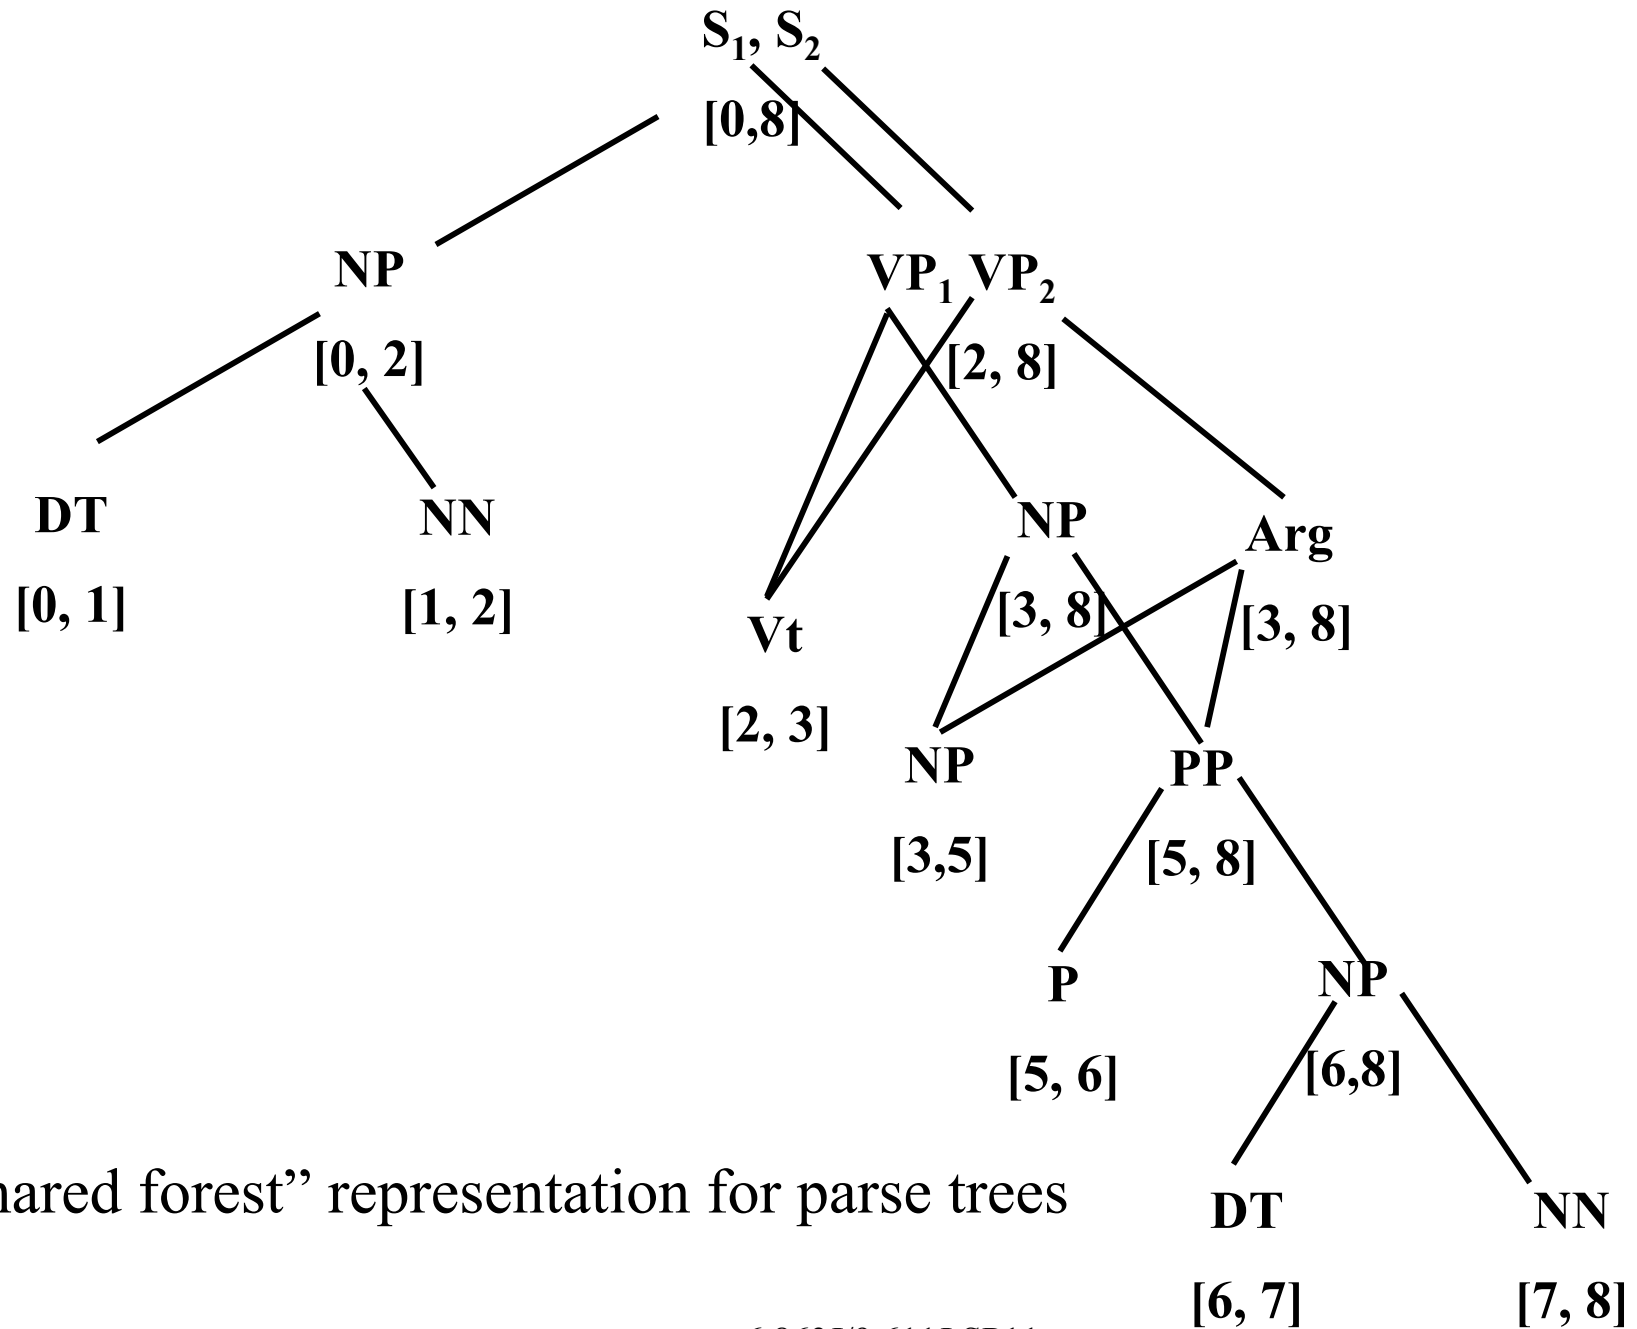 S₁, S₂
[0,8]
NP
VP₁ VP₂
[0, 2]
[2, 8]
DT
NN
NP
Arg
[0, 1]
[1, 2]
[3, 8]
[3, 8]
Vt
[2, 3]
NP
PP
[3,5]
[5, 8]
P
NP
[5, 6]
[6,8]
forest” representation for parse trees
DT
NN
[6, 7]
[7, 8]